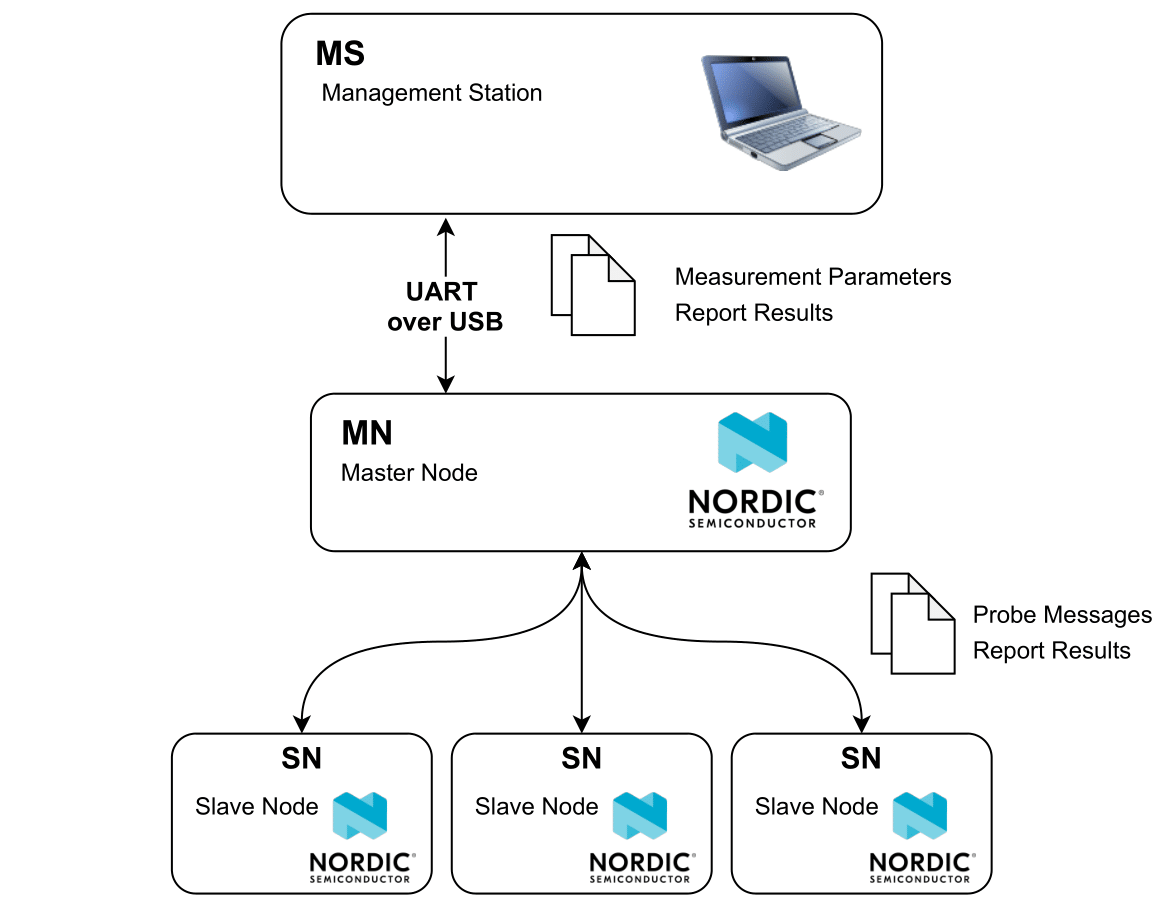 MS
Management Station
UART
over USB
Measurement Parameters
Report Results
MN
Master Node
NORDIC®
SEMICONDUCTOR
Probe Messages
Report Results
SN
Slave Node
NORDIC®
SEMICONDUCTOR
SN
Slave Node
NORDIC®
SEMICONDUCTOR
SN
Slave Node
NORDIC®
SEMICONDUCTOR